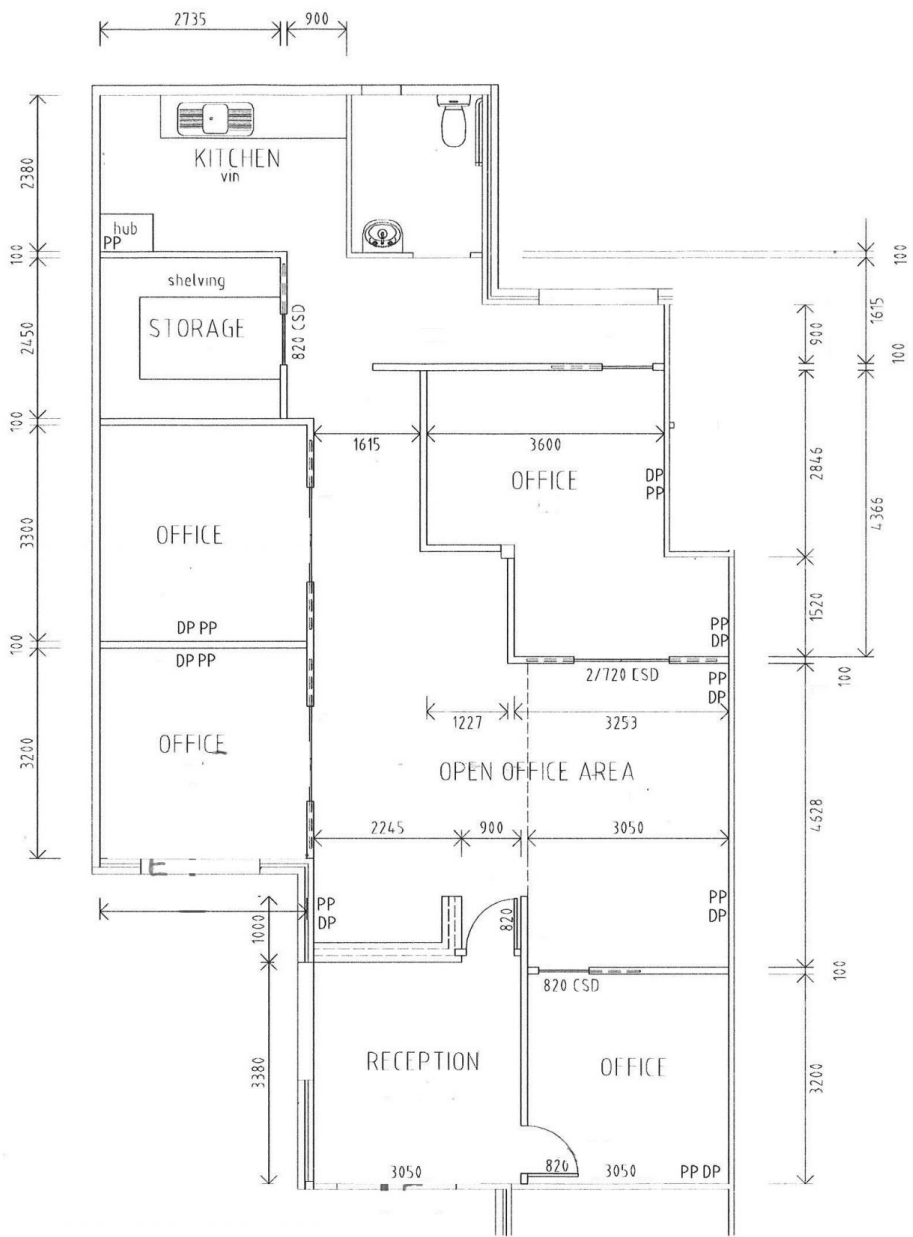 2735
900
2380
KITCHEN
vin
hub
PP
100
100
shelving
STORAGE
820 CSD
2450
1615
900
100
100
1615
3600
OFFICE
DP
PP
2846
4366
3300
OFFICE
DP PP
1520
PP
DP
100
DP PP
2/720 CSD
PP
DP
100
1227
3253
3200
OFFICE
OPEN OFFICE AREA
2245
900
3050
4628
PP
DP
1000
820
PP
DP
820 CSD
100
RECEPTION
OFFICE
3380
3200
3050
820
3050
PP DP